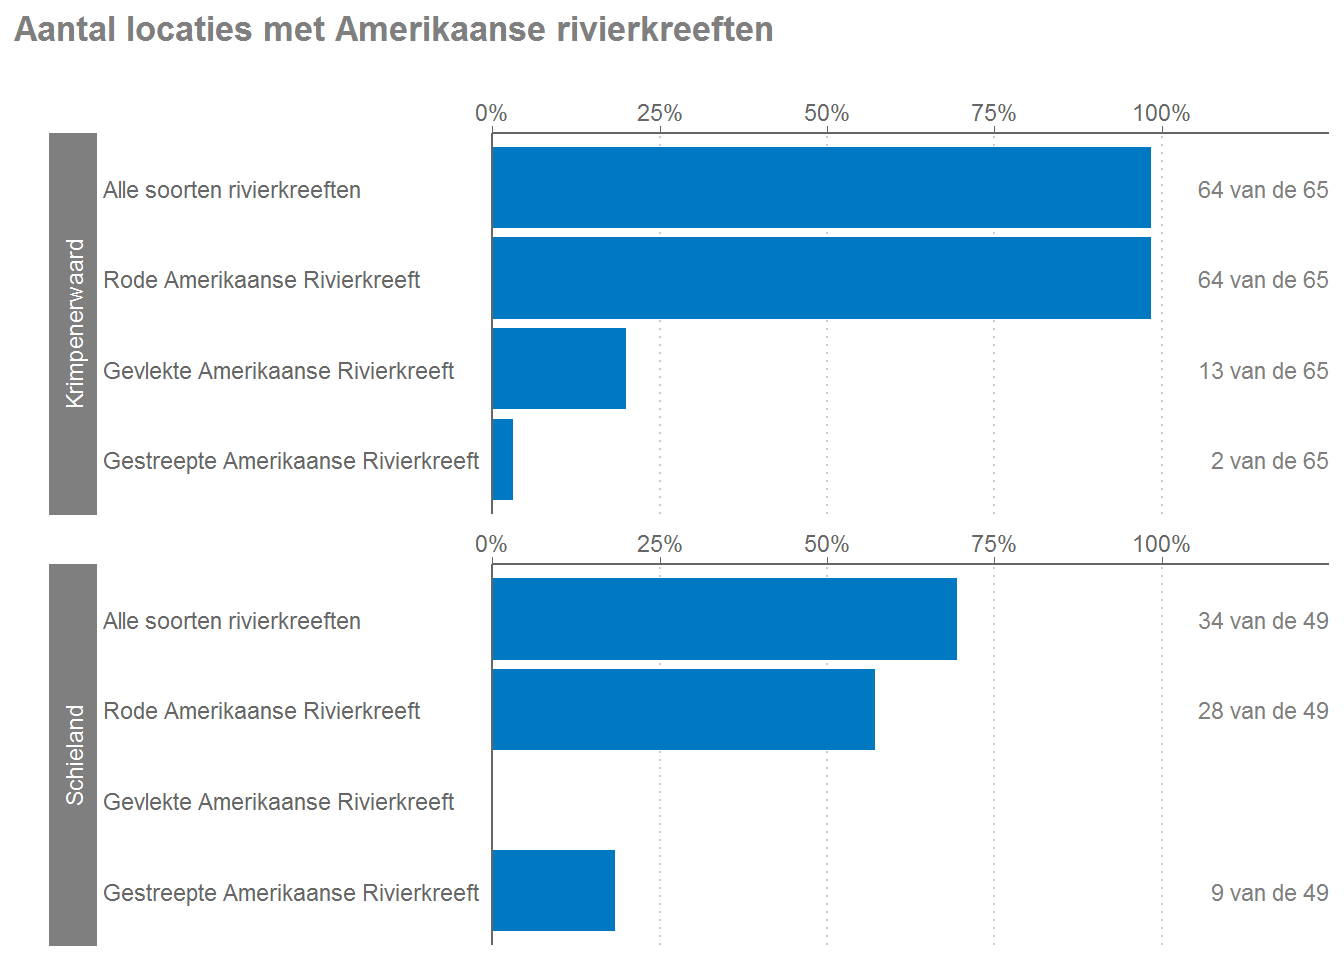 Aantal locaties met Amerikaanse rivierkreeften
0% 25% 50% 75% 100%
Krimpenerwaard
Alle soorten rivierkreeften 64 van de 65
Rode Amerikaanse Rivierkreeft 64 van de 65
Gevlekte Amerikaanse Rivierkreeft 13 van de 65
Gestreepte Amerikaanse Rivierkreeft 2 van de 65
0% 25% 50% 75% 100%
Schieland
Alle soorten rivierkreeften 34 van de 49
Rode Amerikaanse Rivierkreeft 28 van de 49
Gevlekte Amerikaanse Rivierkreeft
Gestreepte Amerikaanse Rivierkreeft 9 van de 49